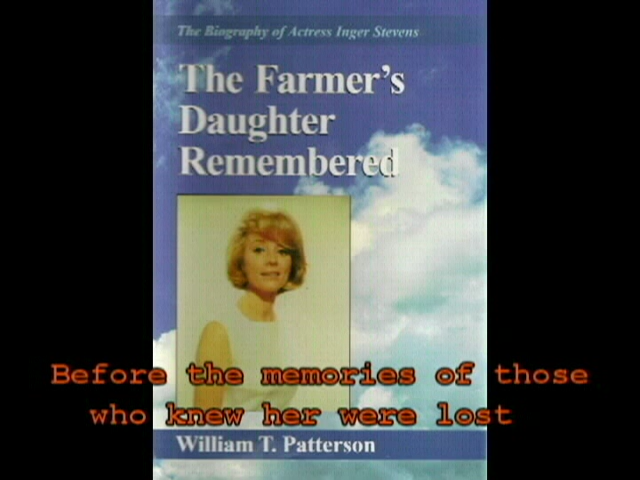 The Biography of Actress Inger Stevens
The Farmer's
Daughter
Remembered
Before the memories of those
who knew her were lost
William T. Patterson